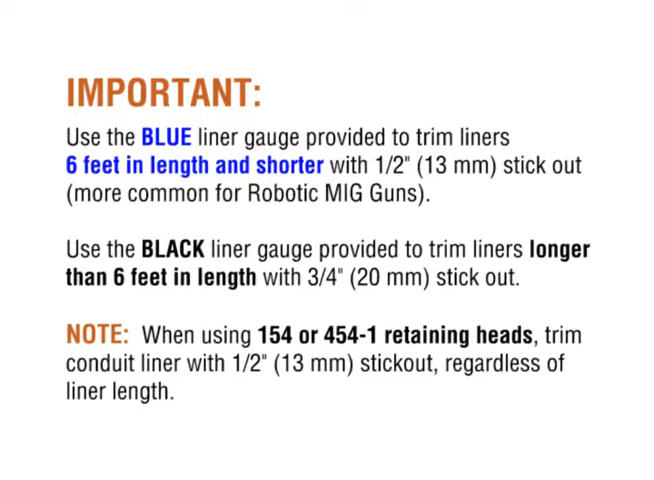 IMPORTANT:
Use the BLUE liner gauge provided to trim liners
6 feet in length and shorter with 1/2" (13 mm) stick out
(more common for Robotic MIG Guns).
Use the BLACK liner gauge provided to trim liners longer
than 6 feet in length with 3/4" (20 mm) stick out.
NOTE: When using 154 or 454-1 retaining heads, trim
conduit liner with 1/2" (13 mm) stickout, regardless of
liner length.